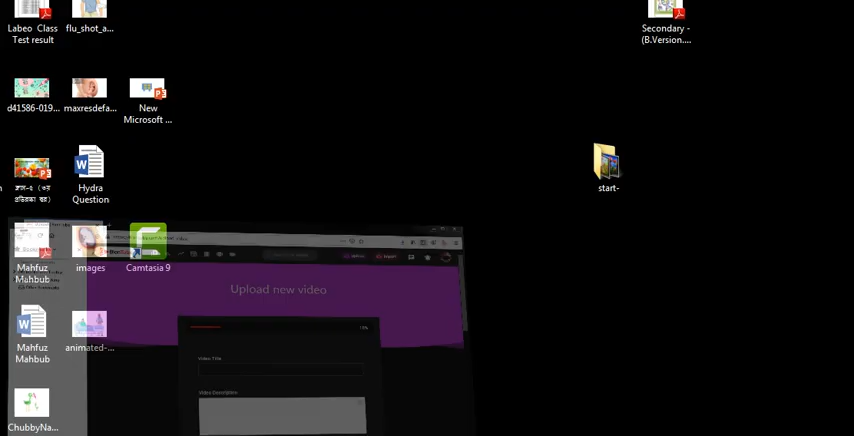 Labeo Class
Test result
flu_shot_a...
Secondary -
(B.Version....
d41586-019...
maxresdefa...
New
Microsoft ...
Hydra
Question
start-
Mahfuz
Mahbub
images
Camtasia 9
Upload new video
13%
Video Title
Video Description
Mahfuz
Mahbub
animated-...
ChubbyNa...